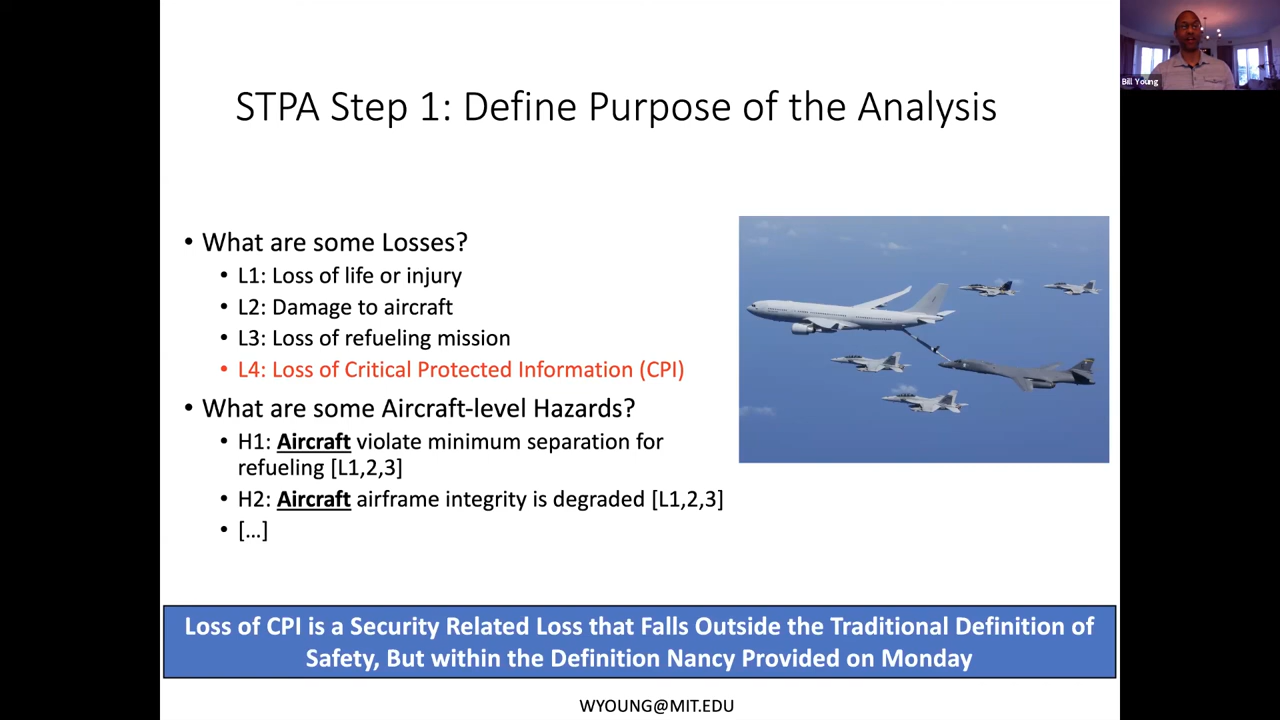 Bill Young
STPA Step 1: Define Purpose of the Analysis
• What are some Losses?
• L1: Loss of life or injury
• L2: Damage to aircraft
• L3: Loss of refueling mission
• L4: Loss of Critical Protected Information (CPI)
• What are some Aircraft-level Hazards?
• H1: Aircraft violate minimum separation for
refueling [L1,2,3]
• H2: Aircraft airframe integrity is degraded [L1,2,3]
• [...]
Loss of CPI is a Security Related Loss that Falls Outside the Traditional Definition of
Safety, But within the Definition Nancy Provided on Monday
WYOUNG@MIT.EDU